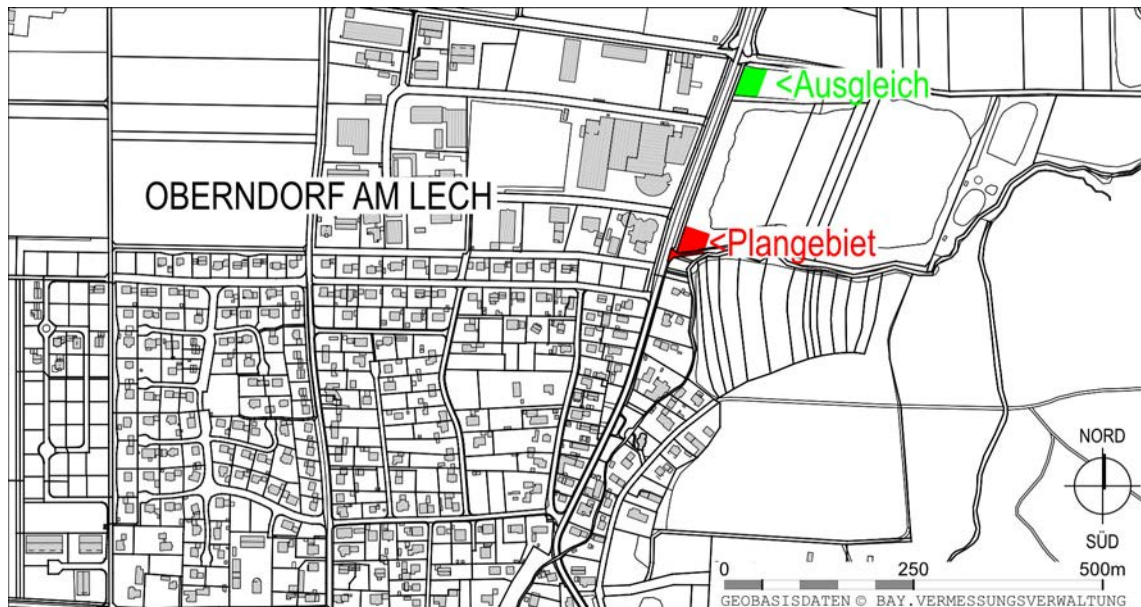 <Ausgleich
OBERNDORF AM LECH
<Plangebiet
NORD
SÜD
0 250 500m
GEOBASISDATEN © BAY.VERMESSUNGSVERWALTUNG